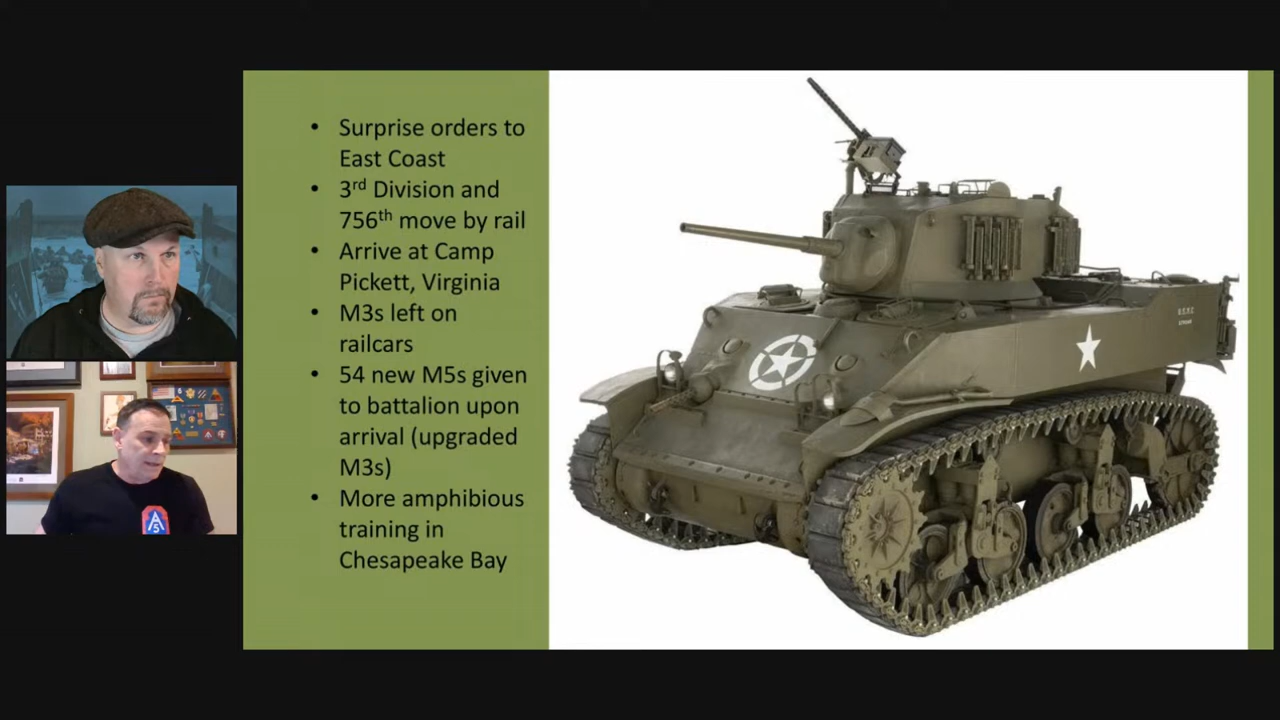 • Surprise orders to
East Coast
• 3rd Division and
756th move by rail
• Arrive at Camp
Pickett, Virginia
• M3s left on
railcars
• 54 new M5s given
to battalion upon
arrival (upgraded
M3s)
• More amphibious
training in
Chesapeake Bay
A
5